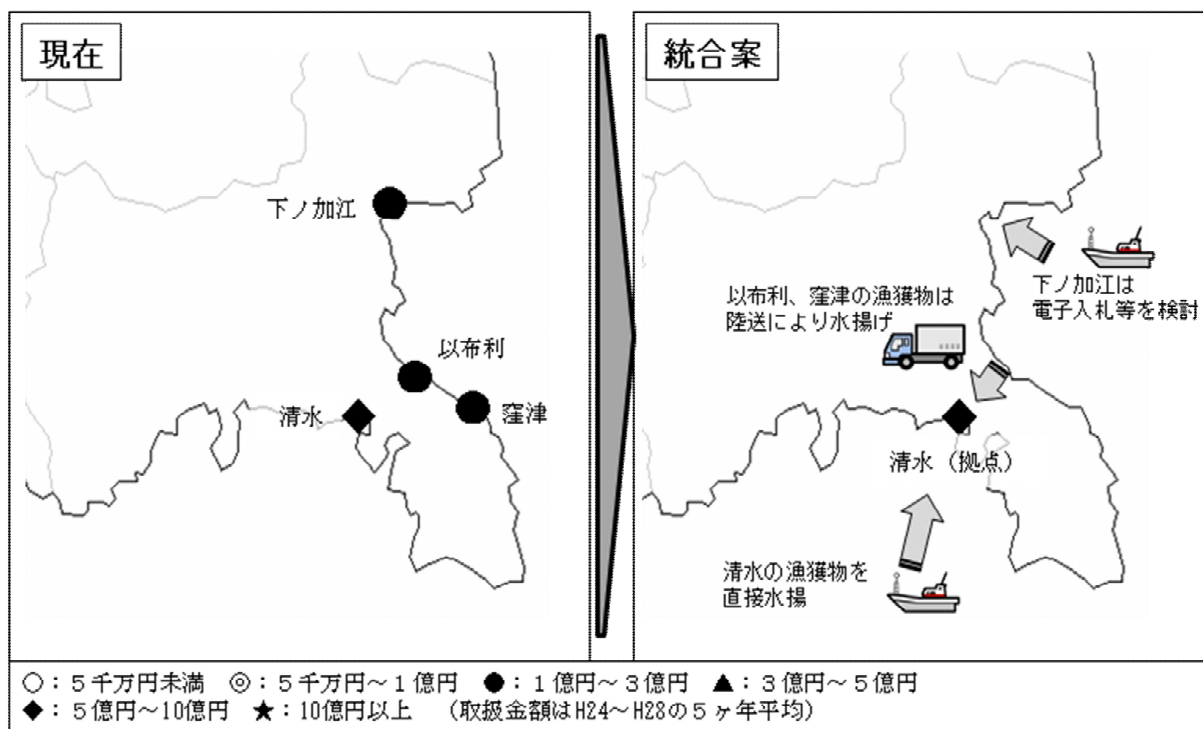 現在
下ノ加江
以布利
清水
窪津
統合案
下ノ加江は
電子入札等を検討
以布利、窪津の漁獲物は
陸送により水揚げ
清水（拠点）
清水の漁獲物を
直接水揚
○：５千万円未満　◎：５千万円～１億円　●：１億円～３億円　▲：３億円～５億円
◆：５億円～10億円　★：10億円以上　（取扱金額はH24～H28の５ヶ年平均）